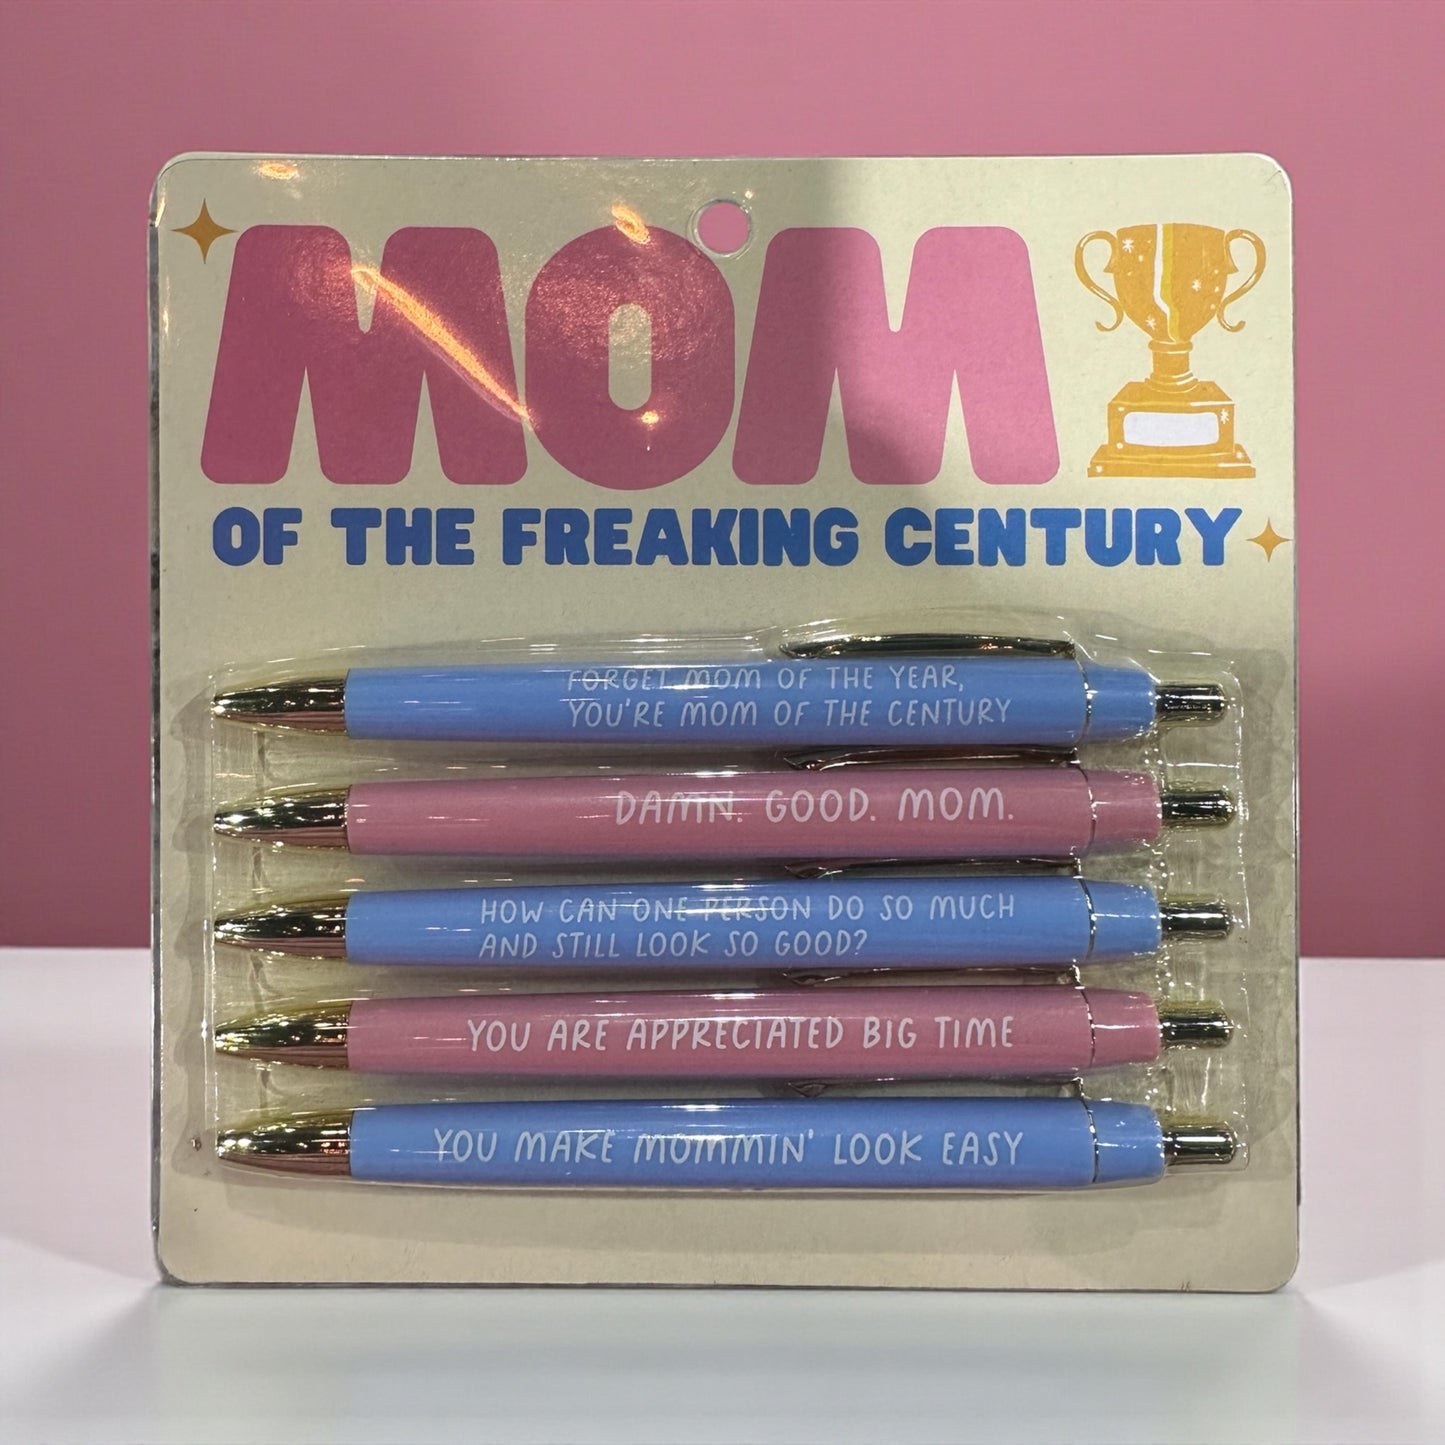 MOM
OF THE FREAKING CENTURY
FORGET MOM OF THE YEAR,
YOU'RE MOM OF THE CENTURY
DAMN. GOOD. MOM.
HOW CAN ONE PERSON DO SO MUCH
AND STILL LOOK SO GOOD?
YOU ARE APPRECIATED BIG TIME
YOU MAKE MOMMIN' LOOK EASY